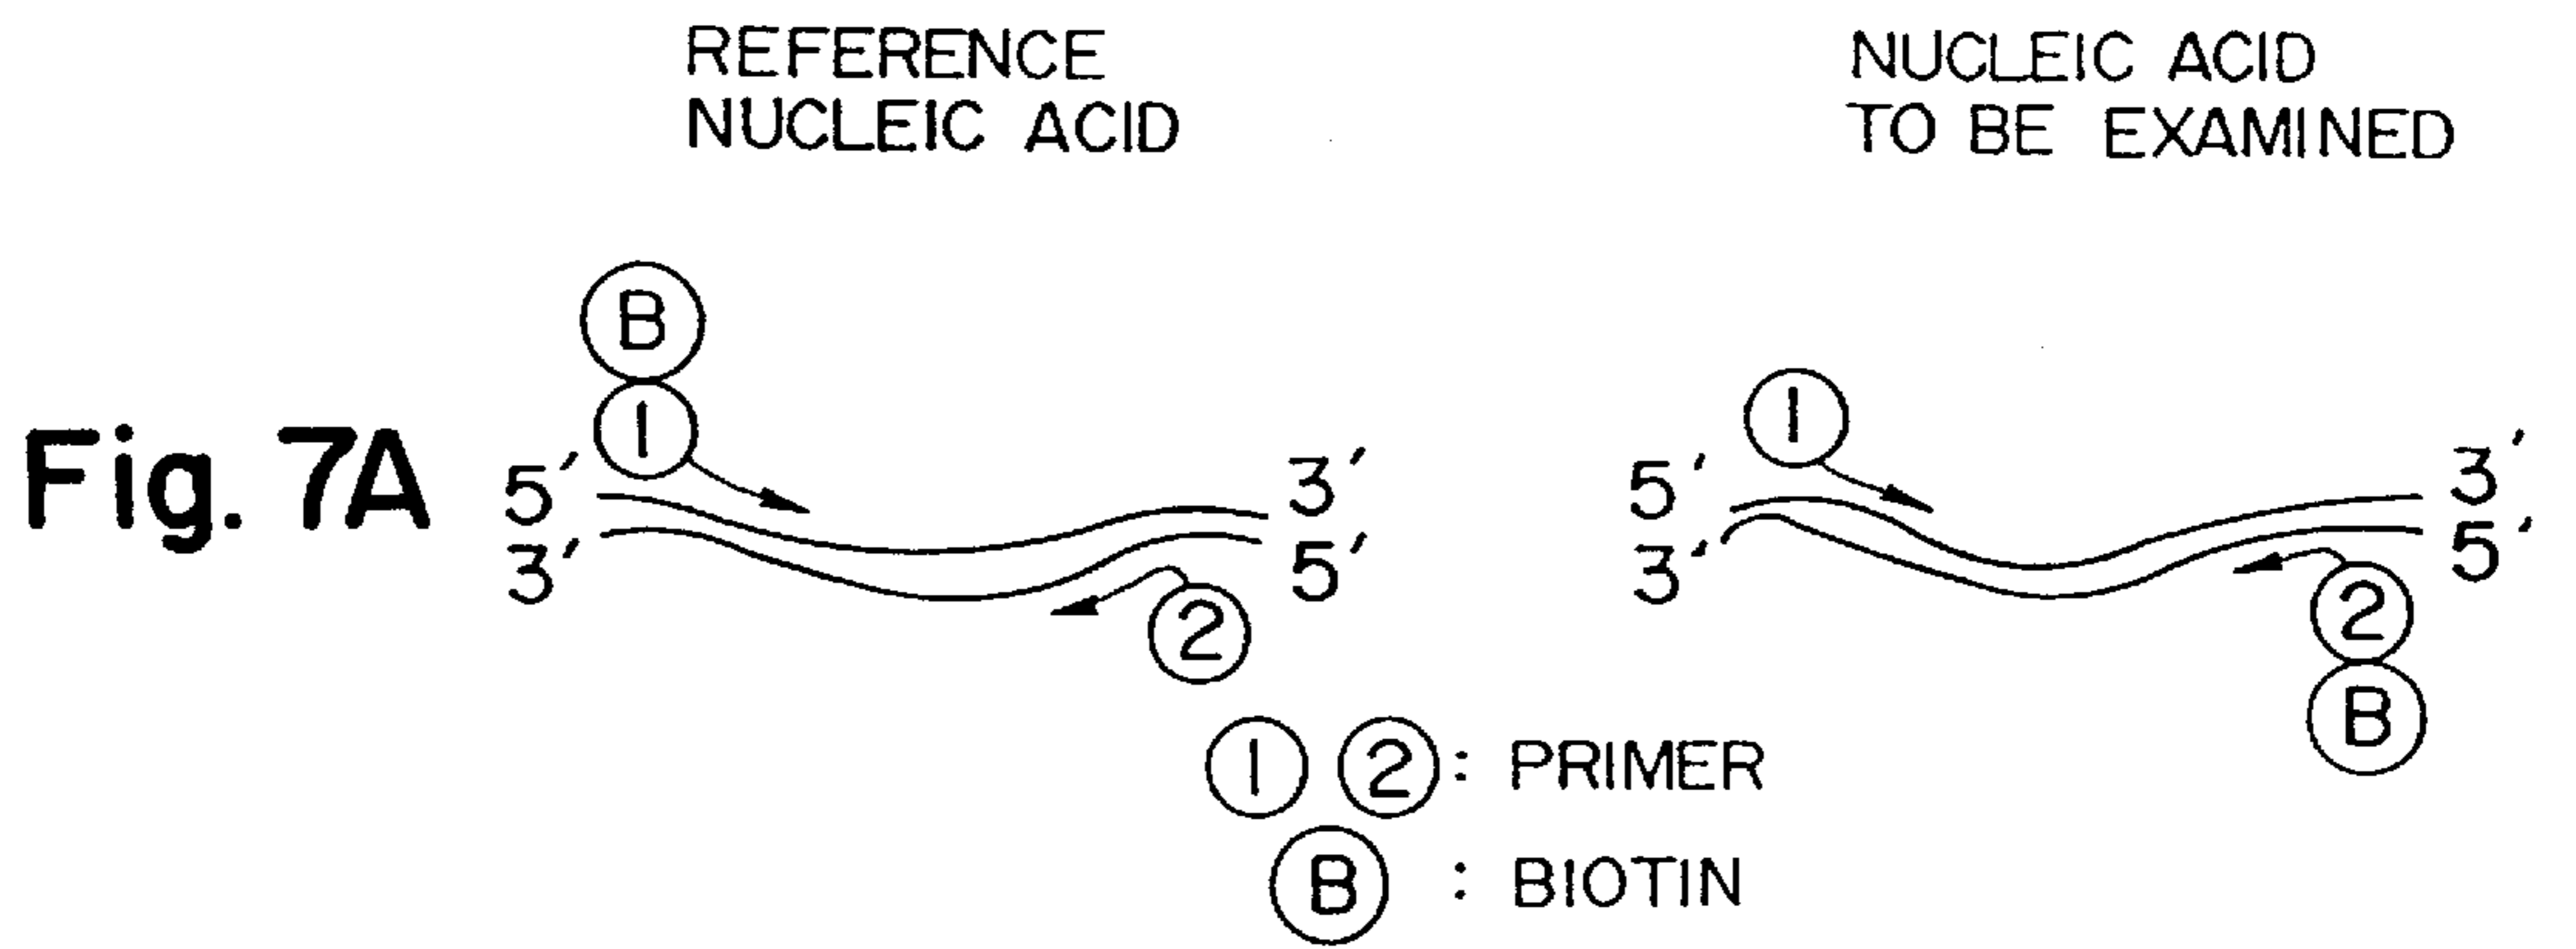 REFERENCE
NUCLEIC ACID
NUCLEIC ACID
TO BE EXAMINED
Fig. 7A
B
1
5' 3'
3' 5'
2
1
5' 3'
3' 5'
2
B
1 2 : PRIMER
B : BIOTIN